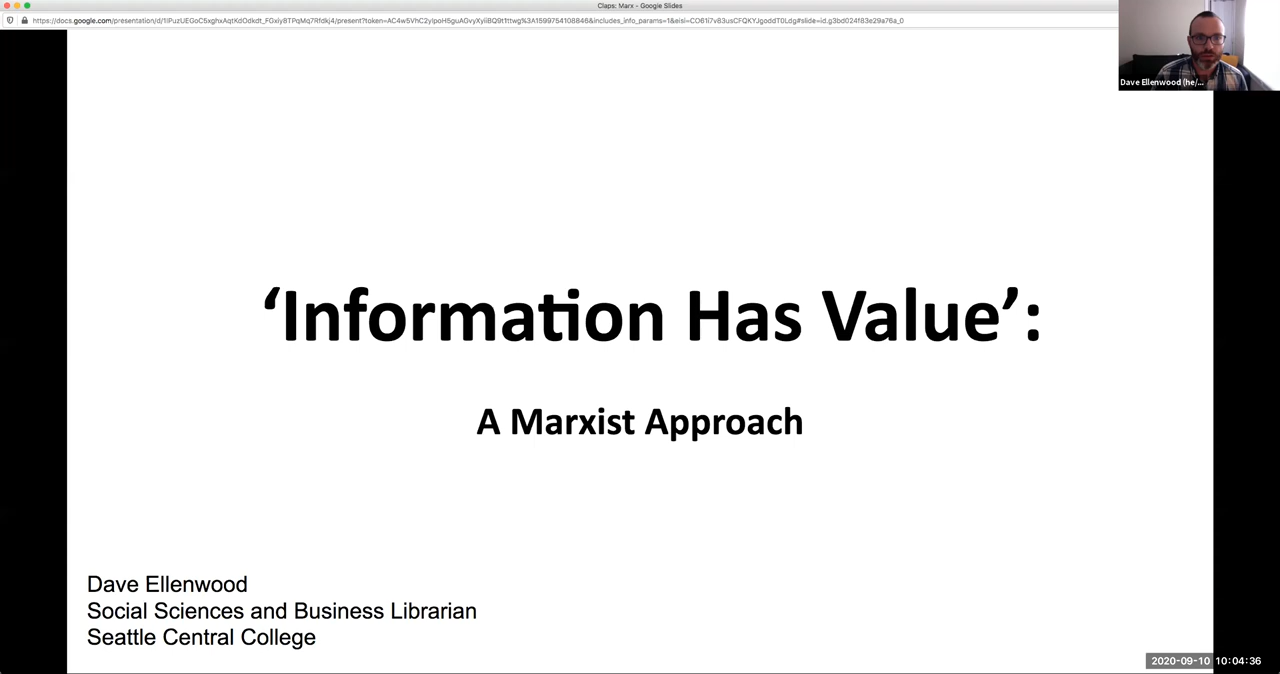 Claps: Marx - Google Slides
Dave Ellenwood (he/...
‘Information Has Value’:
A Marxist Approach
Dave Ellenwood
Social Sciences and Business Librarian
Seattle Central College
2020-09-10 10:04:36